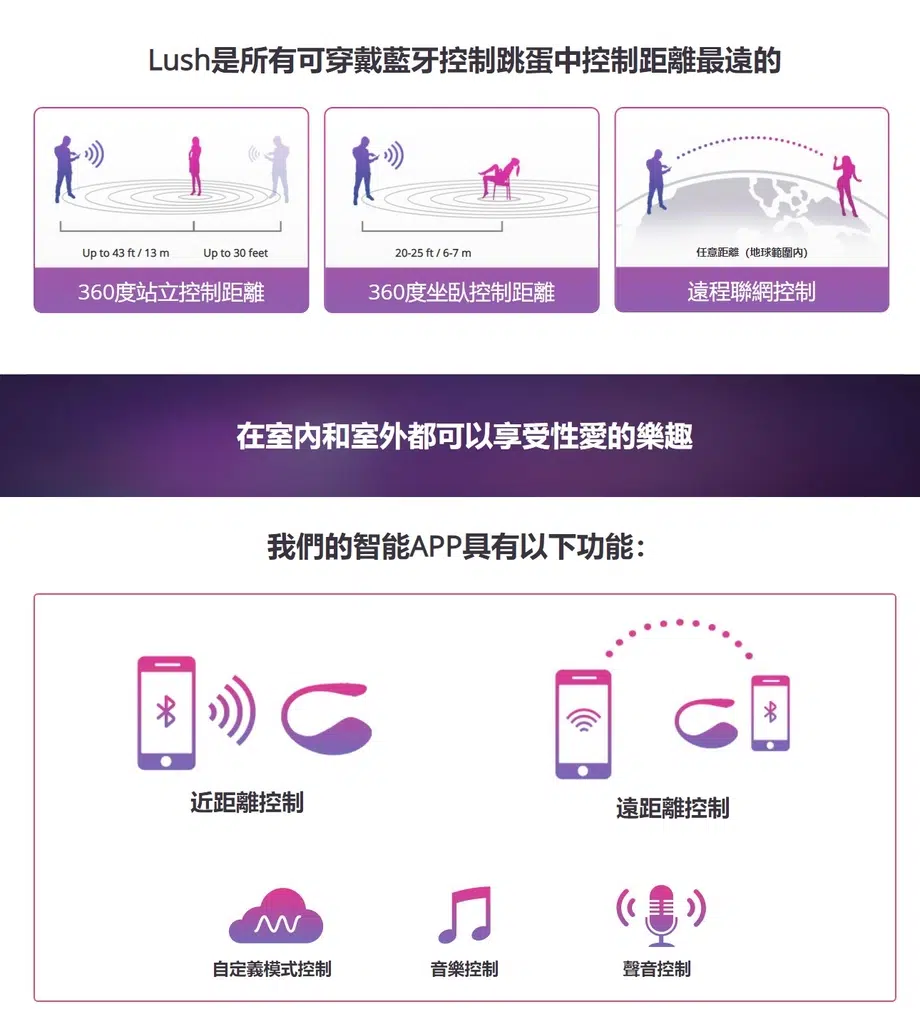 Lush是所有可穿戴藍牙控制跳蛋中控制距離最遠的
Up to 43 ft / 13 m
Up to 30 feet
360度站立控制距離
20-25 ft / 6-7 m
360度坐臥控制距離
任意距離（地球範圍內）
遠程聯網控制
在室內和室外都可以享受性愛的樂趣
我們的智能APP具有以下功能：
近距離控制
遠距離控制
自定義模式控制
音樂控制
聲音控制